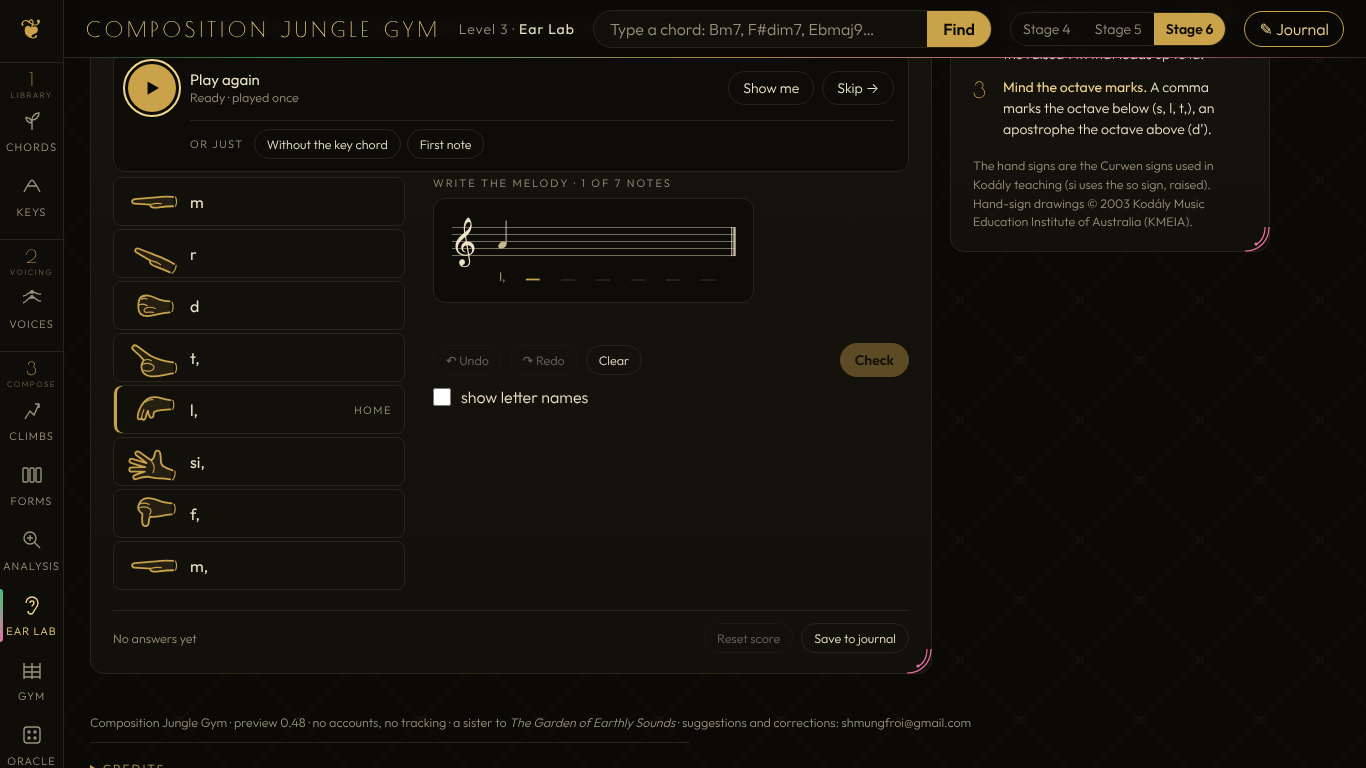 COMPOSITION JUNGLE GYM
Level 3 · Ear Lab
Type a chord: Bm7, F#dim7, Ebmaj9...
Find
Stage 4
Stage 5
Stage 6
✎ Journal
1
LIBRARY
CHORDS
KEYS
2
VOICING
VOICES
3
COMPOSE
CLIMBS
FORMS
ANALYSIS
EAR LAB
GYM
ORACLE
Play again
Ready · played once
Show me
Skip →
OR JUST
Without the key chord
First note
m
r
d
t,
l,
HOME
si,
f,
m,
WRITE THE MELODY · 1 OF 7 NOTES
l,
↶ Undo
↷ Redo
Clear
Check
show letter names
No answers yet
Reset score
Save to journal
3
Mind the octave marks. A comma
marks the octave below (s, l, t,), an
apostrophe the octave above (d').
The hand signs are the Curwen signs used in
Kodály teaching (si uses the so sign, raised).
Hand-sign drawings © 2003 Kodály Music
Education Institute of Australia (KMEIA).
Composition Jungle Gym · preview 0.48 · no accounts, no tracking · a sister to The Garden of Earthly Sounds · suggestions and corrections: shmungfroi@gmail.com